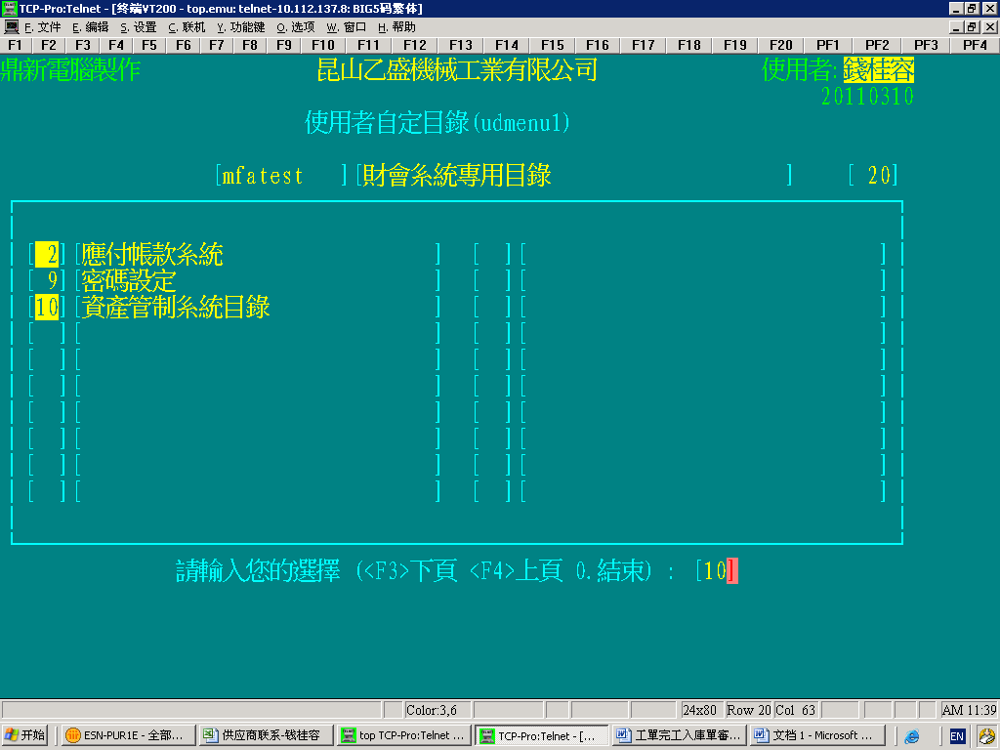 TCP-Pro:Telnet - [终端VT200 - top.emu: telnet-10.112.137.8: BIG5码繁体]
F. 文件 E. 编辑 S. 设置 C. 联机 Y. 功能键 O. 选项 W. 窗口 H. 帮助
F1 F2 F3 F4 F5 F6 F7 F8 F9 F10 F11 F12 F13 F14 F15 F16 F17 F18 F19 F20 PF1 PF2 PF3 PF4
鼎新電腦製作 昆山乙盛機械工業有限公司 使用者: 錢桂容
20110310
使用者自定目錄(udmenu1)
[mfatest ][財會系統專用目錄 ] [ 20]
[ 2] [應付帳款系統 ] [ ] [ ]
[ 9] [密碼設定 ] [ ] [ ]
[10] [資產管制系統目錄 ] [ ] [ ]
[ ] [ ] [ ] [ ]
[ ] [ ] [ ] [ ]
[ ] [ ] [ ] [ ]
[ ] [ ] [ ] [ ]
[ ] [ ] [ ] [ ]
[ ] [ ] [ ] [ ]
[ ] [ ] [ ] [ ]
請輸入您的選擇 (<F3>下頁 <F4>上頁 0.結束) : [10]
Color:3,6 24x80 Row 20 Col 63 AM 11:39
开始 ESN-PUR1E - 全部... 供应商联系-钱桂容 top TCP-Pro:Telnet ... TCP-Pro:Telnet - [... 工單完工入庫單審... 文档 1 - Microsoft ... EN